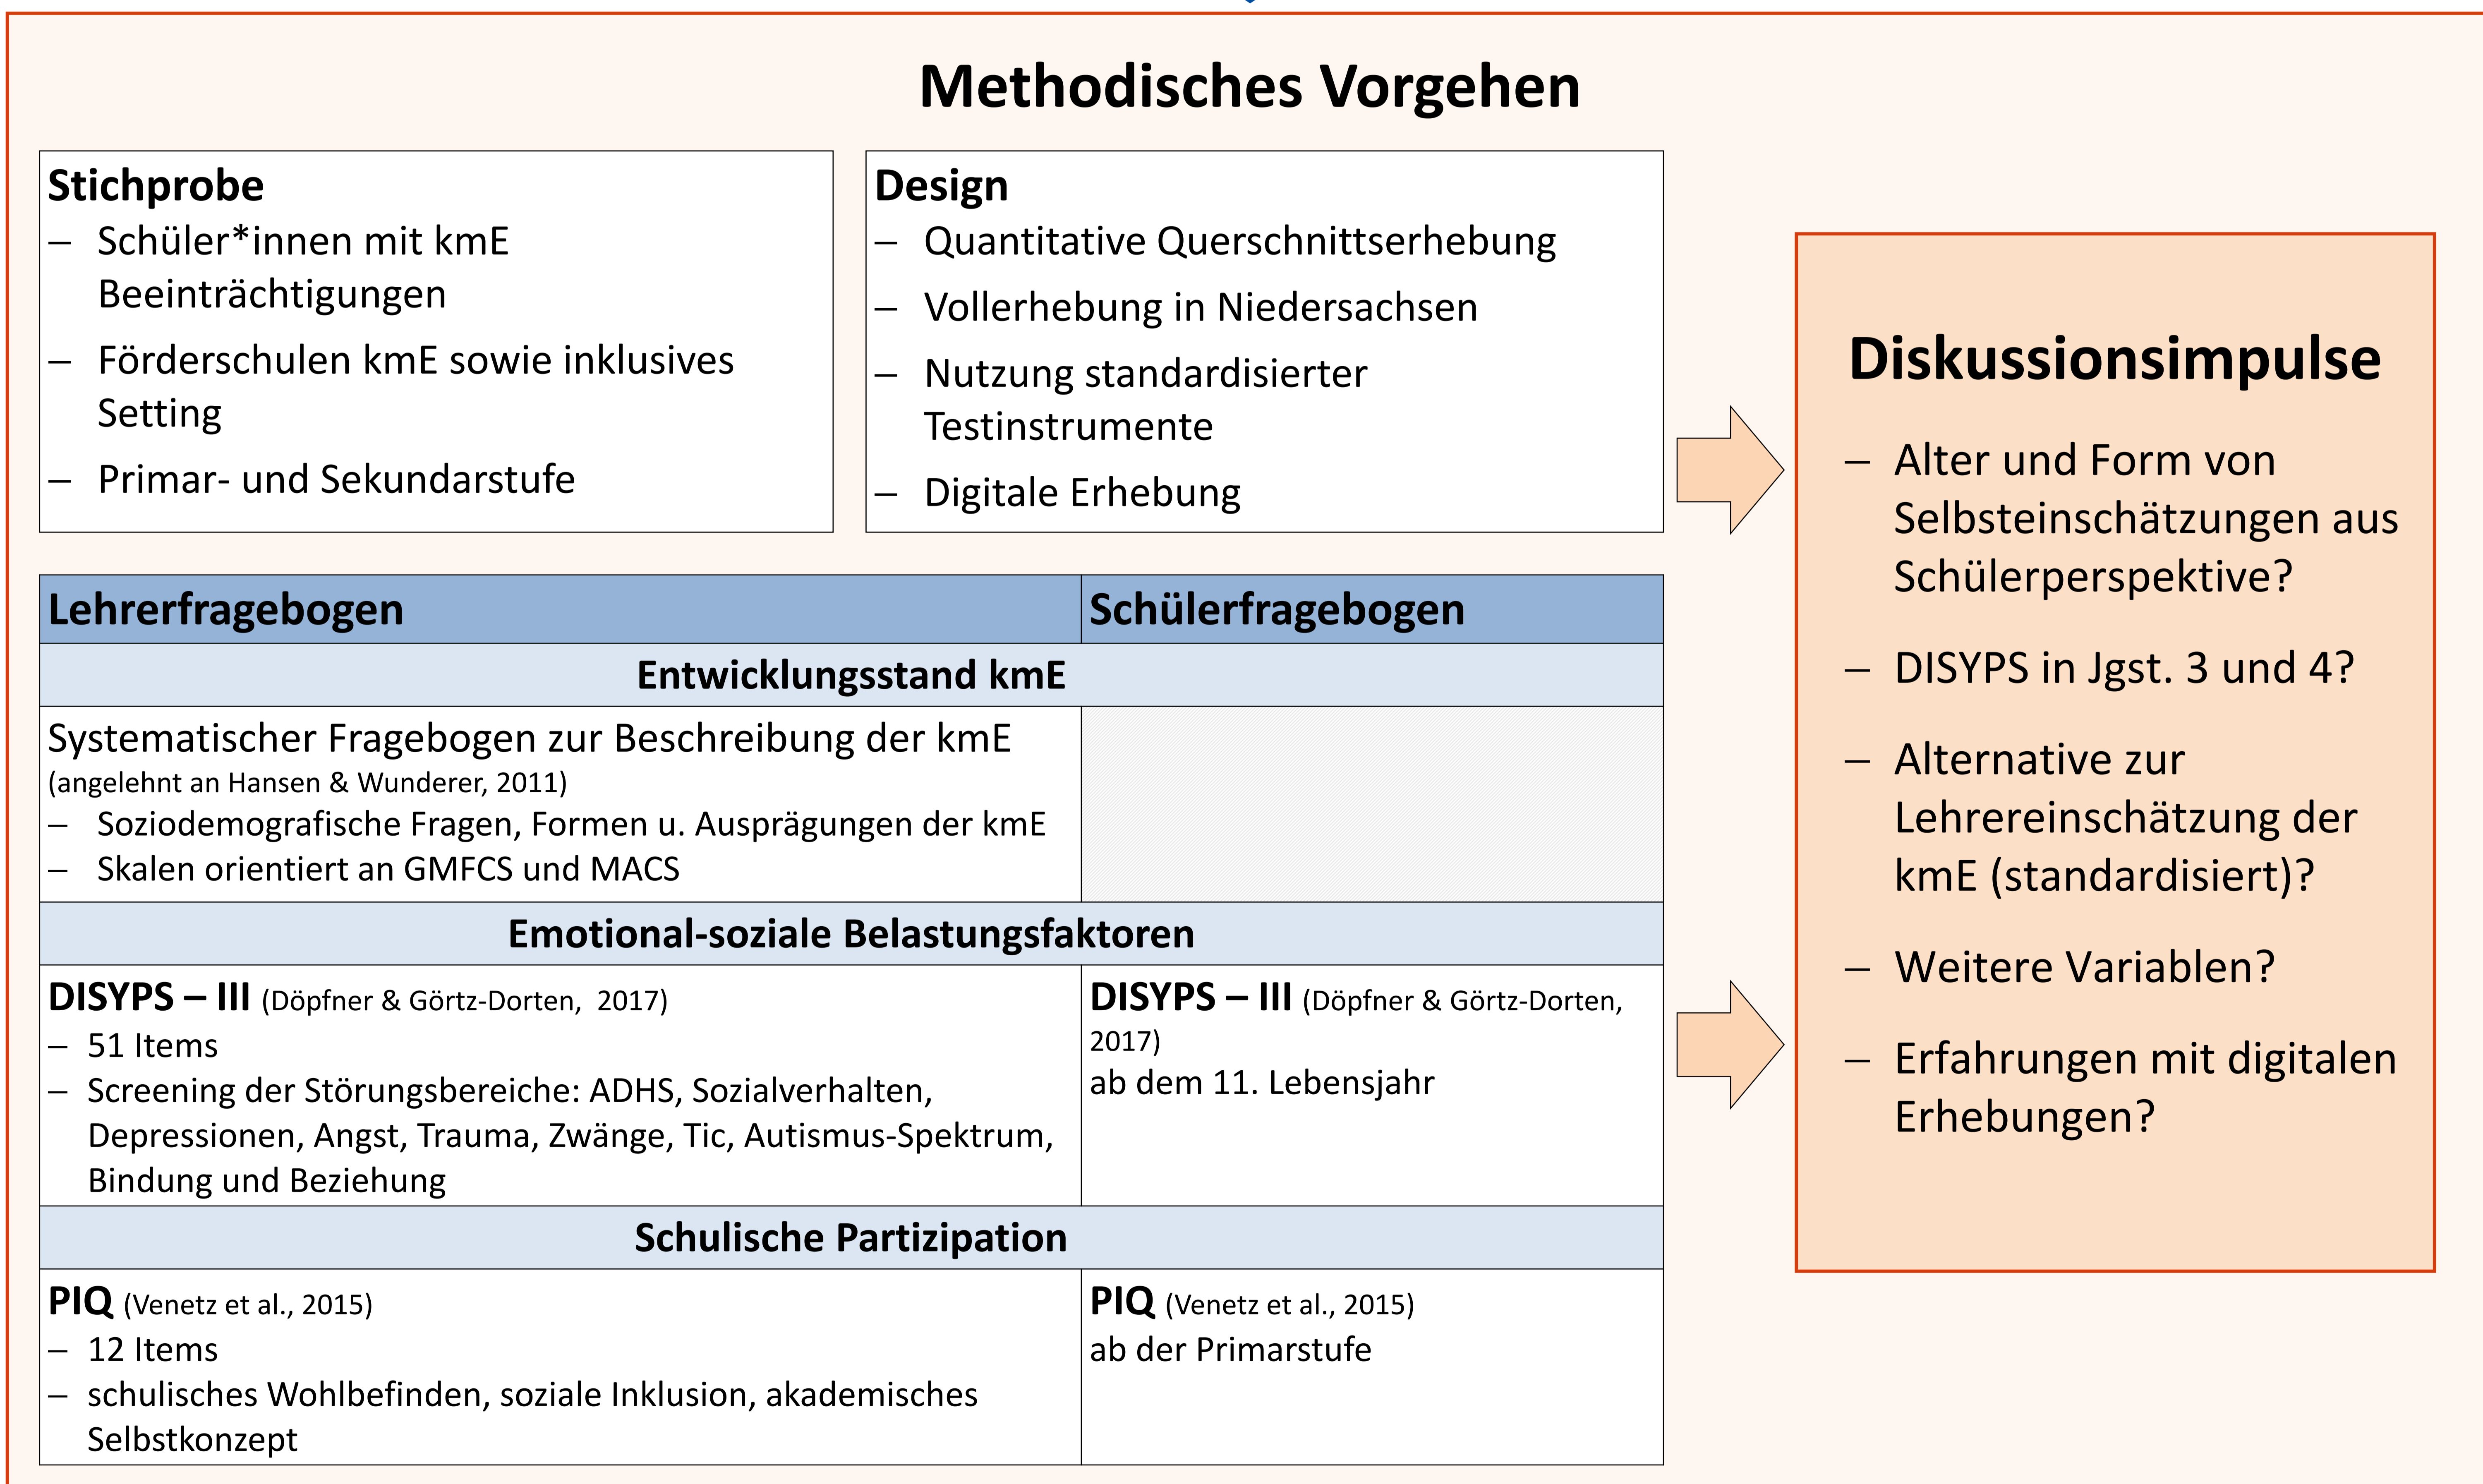 Methodisches Vorgehen
Stichprobe
– Schüler*innen mit kmE
Beeinträchtigungen
– Förderschulen kmE sowie inklusives
Setting
– Primar- und Sekundarstufe
Design
– Quantitative Querschnittserhebung
– Vollerhebung in Niedersachsen
– Nutzung standardisierter
Testinstrumente
– Digitale Erhebung
Lehrerfragebogen
Schülerfragebogen
Entwicklungsstand kmE
Systematischer Fragebogen zur Beschreibung der kmE
(angelehnt an Hansen & Wunderer, 2011)
– Soziodemografische Fragen, Formen u. Ausprägungen der kmE
– Skalen orientiert an GMFCS und MACS
Emotional-soziale Belastungsfaktoren
DISYPS – III (Döpfner & Görtz-Dorten, 2017)
– 51 Items
– Screening der Störungsbereiche: ADHS, Sozialverhalten,
Depressionen, Angst, Trauma, Zwänge, Tic, Autismus-Spektrum,
Bindung und Beziehung
DISYPS – III (Döpfner & Görtz-Dorten,
2017)
ab dem 11. Lebensjahr
Schulische Partizipation
PIQ (Venetz et al., 2015)
– 12 Items
– schulisches Wohlbefinden, soziale Inklusion, akademisches
Selbstkonzept
PIQ (Venetz et al., 2015)
ab der Primarstufe
Diskussionsimpulse
– Alter und Form von
Selbsteinschätzungen aus
Schülerperspektive?
– DISYPS in Jgst. 3 und 4?
– Alternative zur
Lehrereinschätzung der
kmE (standardisiert)?
– Weitere Variablen?
– Erfahrungen mit digitalen
Erhebungen?